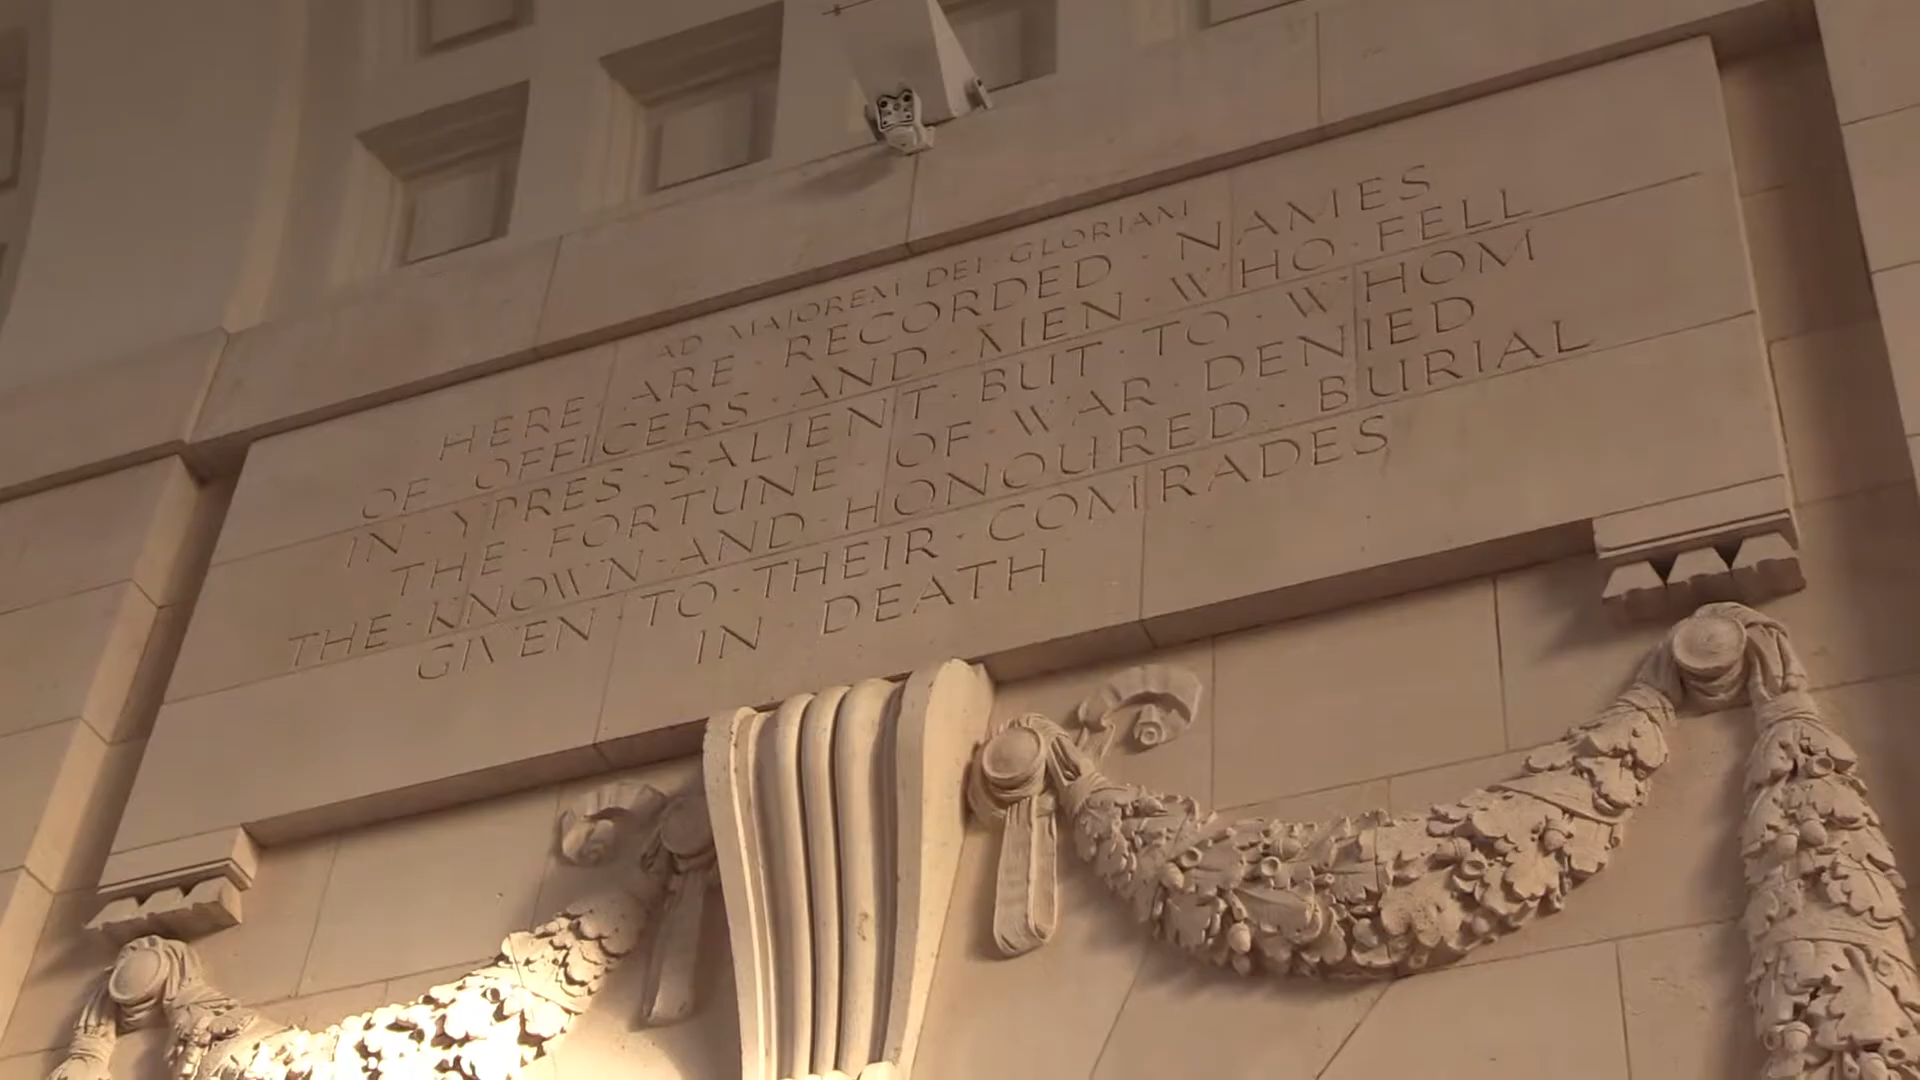 AD MAIOREM DEI · GLORIAM
HERE · ARE · RECORDED · NAMES
OF · OFFICERS · AND · MEN · WHO · FELL
IN · YPRES · SALIENT · BUT · TO · WHOM
THE · FORTUNE · OF · WAR · DENIED
THE · KNOWN · AND · HONOURED · BURIAL
GIVEN · TO · THEIR · COMRADES
IN · DEATH